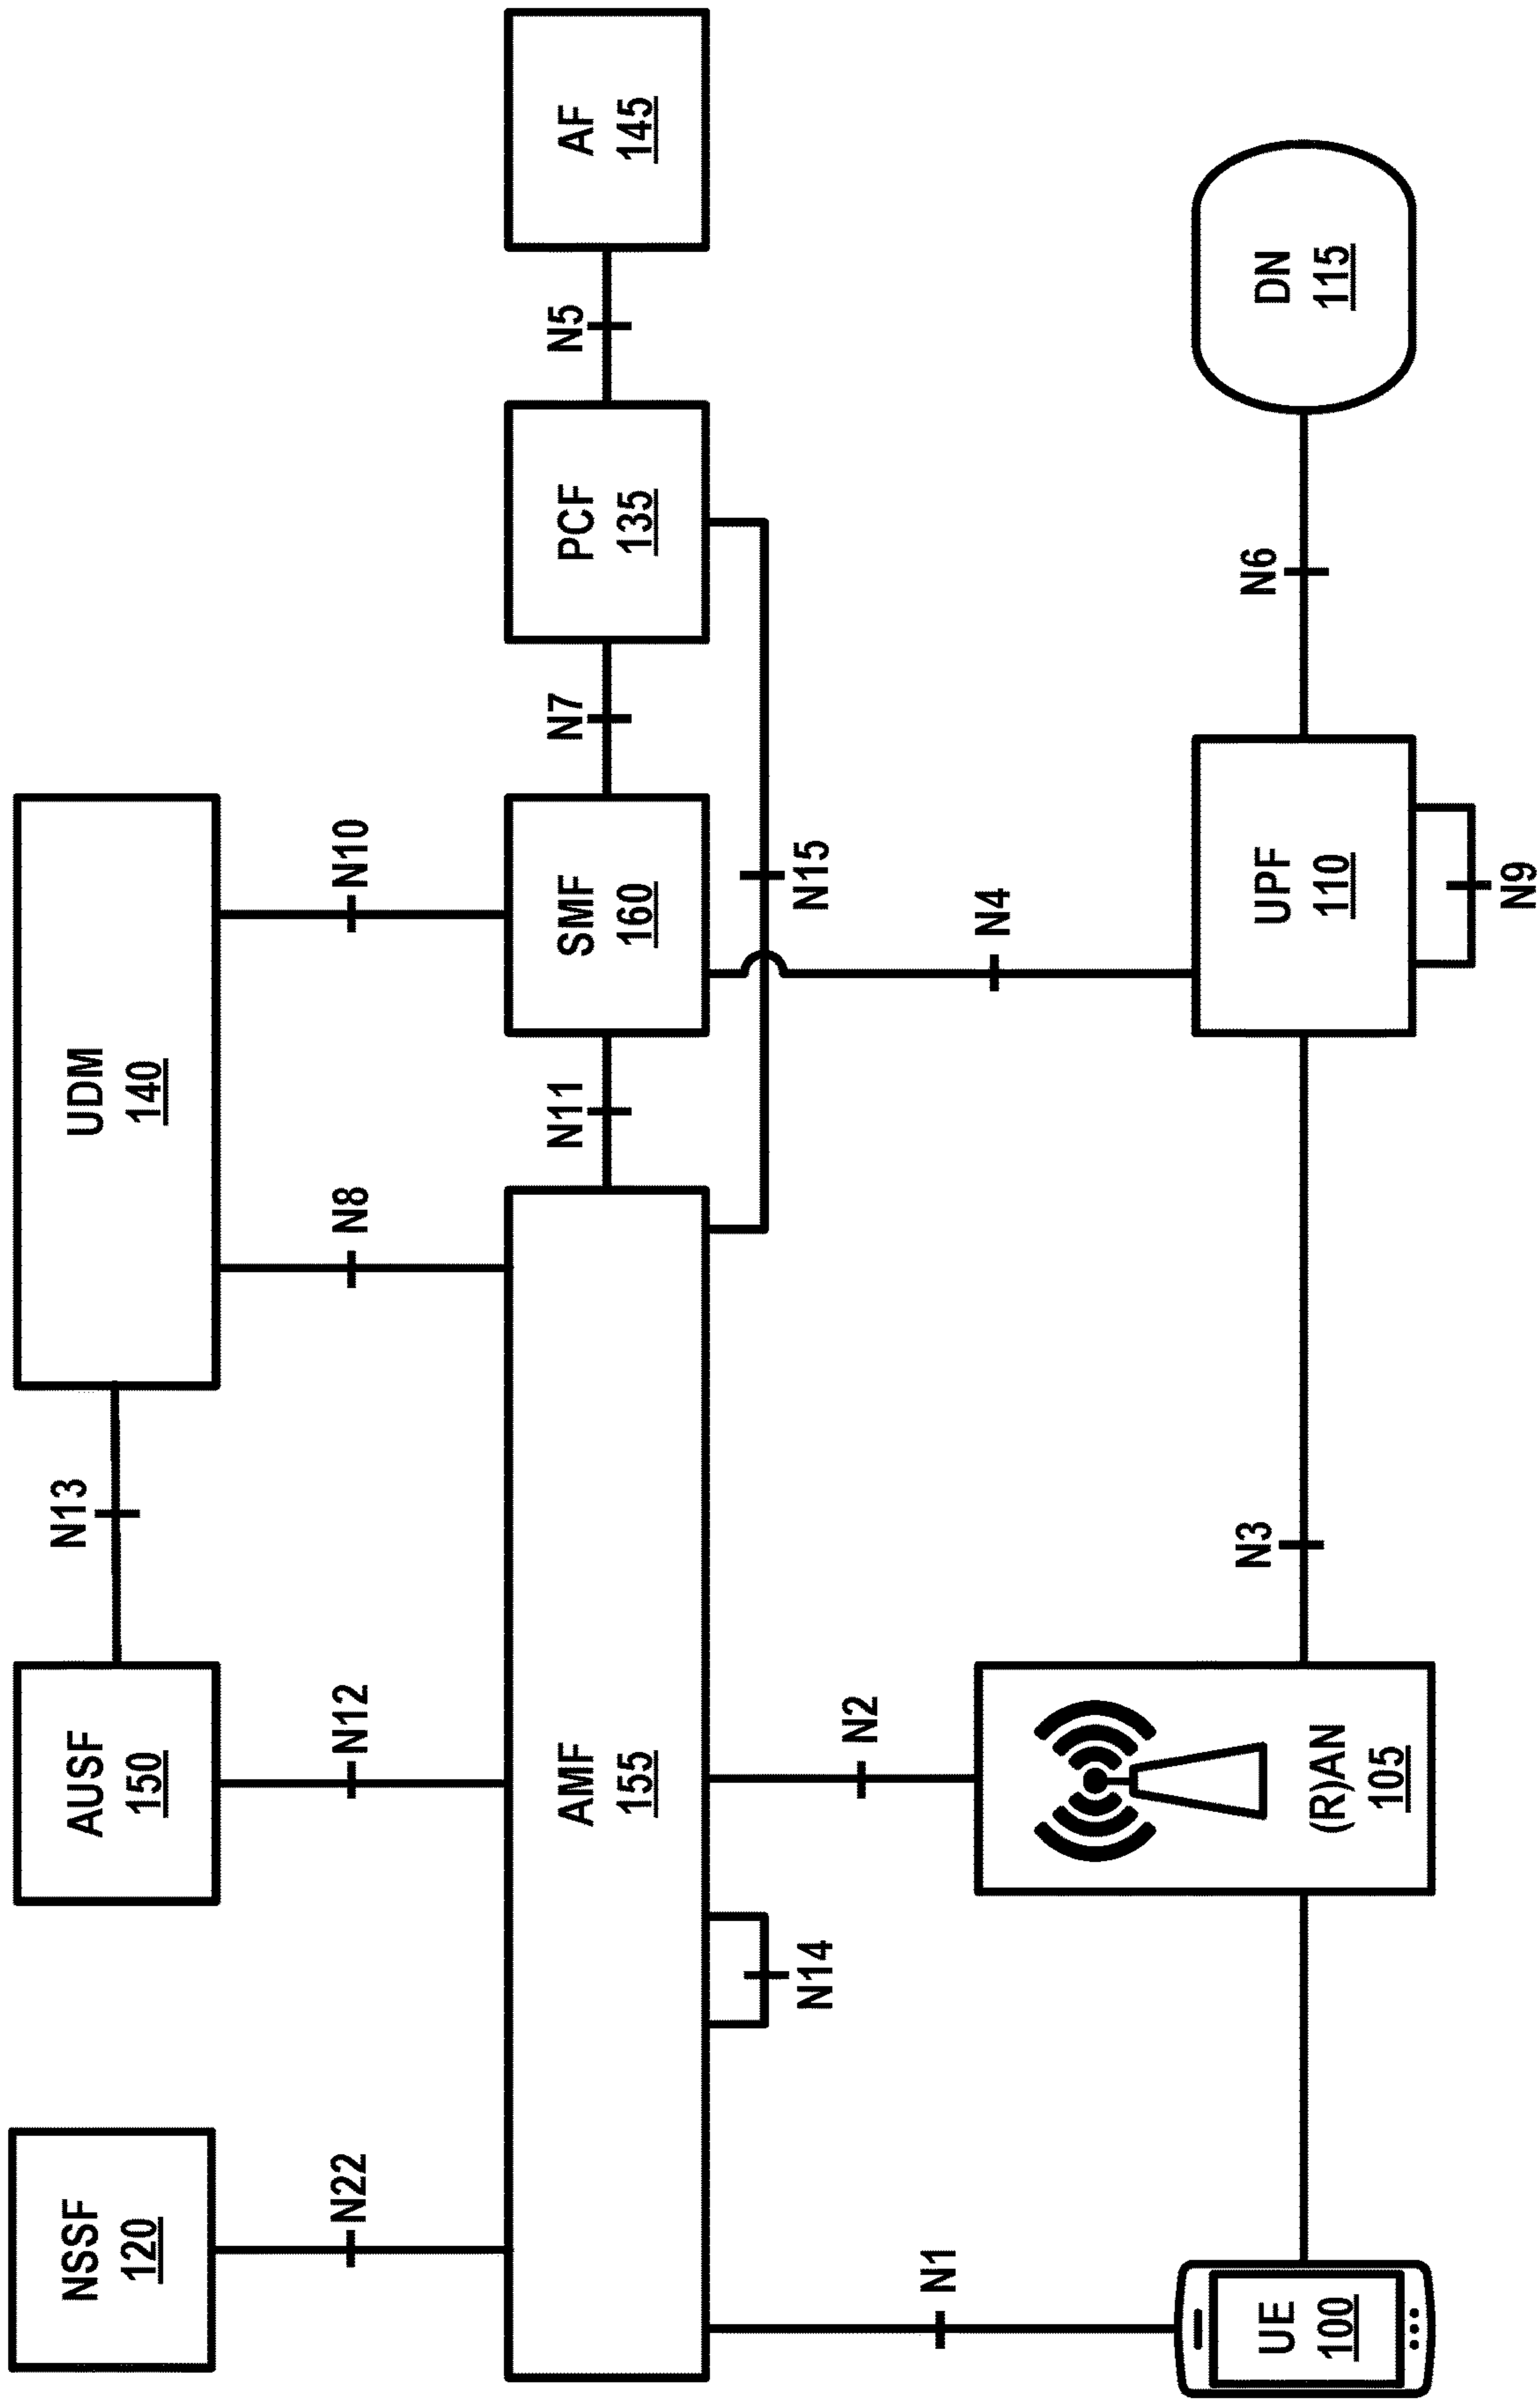 NSSF
120
AUSF
150
N13
UDM
140
N22
N12
N8
N10
AMF
155
N11
SMF
160
N7
PCF
135
N5
AF
145
N14
N15
N1
N2
N4
UE
100
(R)AN
105
N3
UPF
110
N6
DN
115
N9